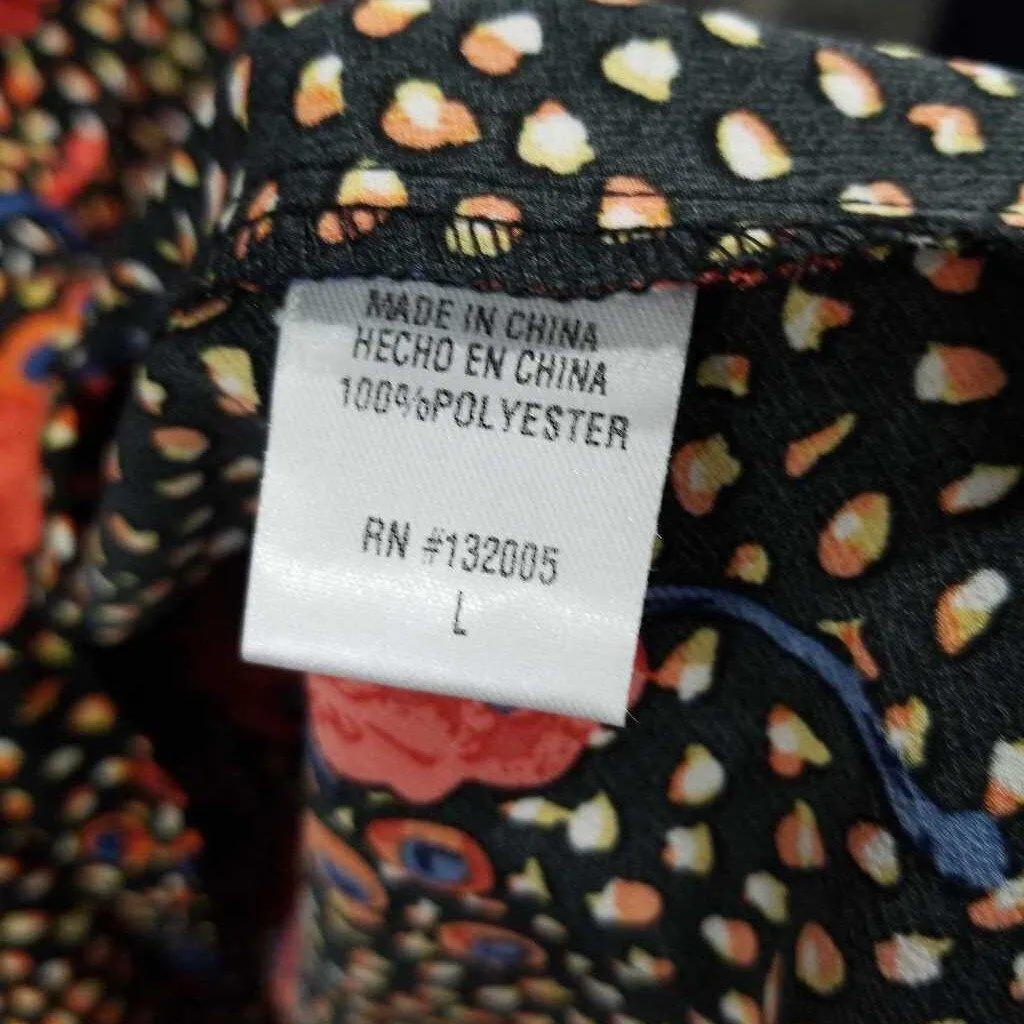 MADE IN CHINA
HECHO EN CHINA
100%POLYESTER
RN #132005
L